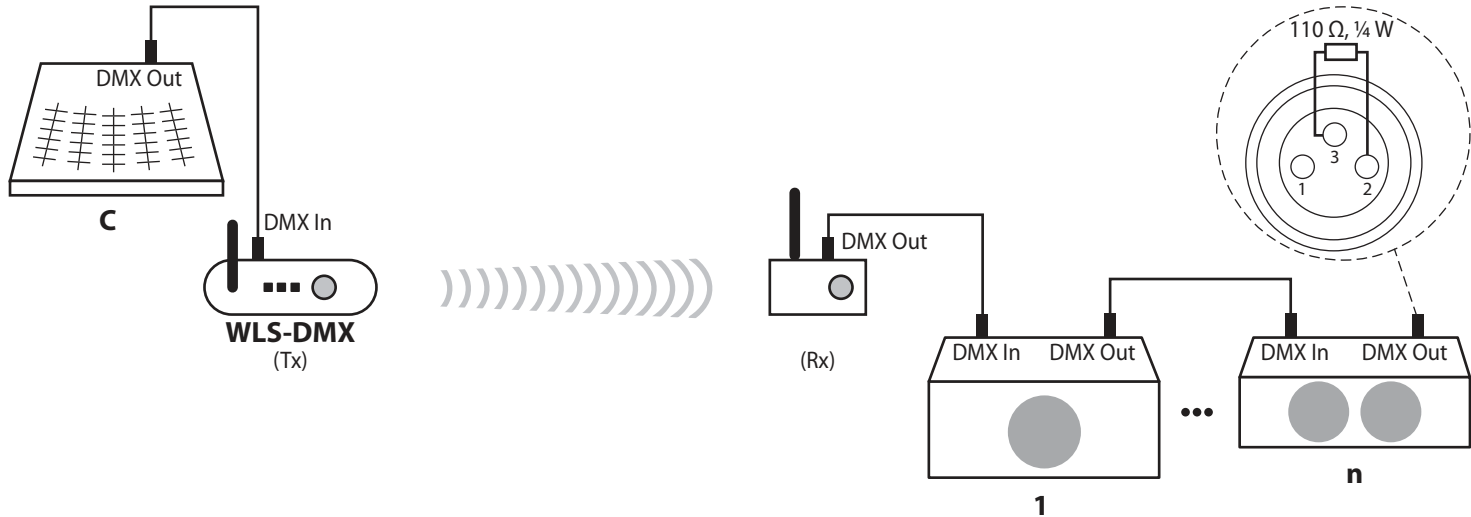 DMX Out
C
DMX In
WLS-DMX
(Tx)
DMX Out
(Rx)
DMX In DMX Out
1
DMX In DMX Out
n
110 Ω, ¼ W
3
1 2